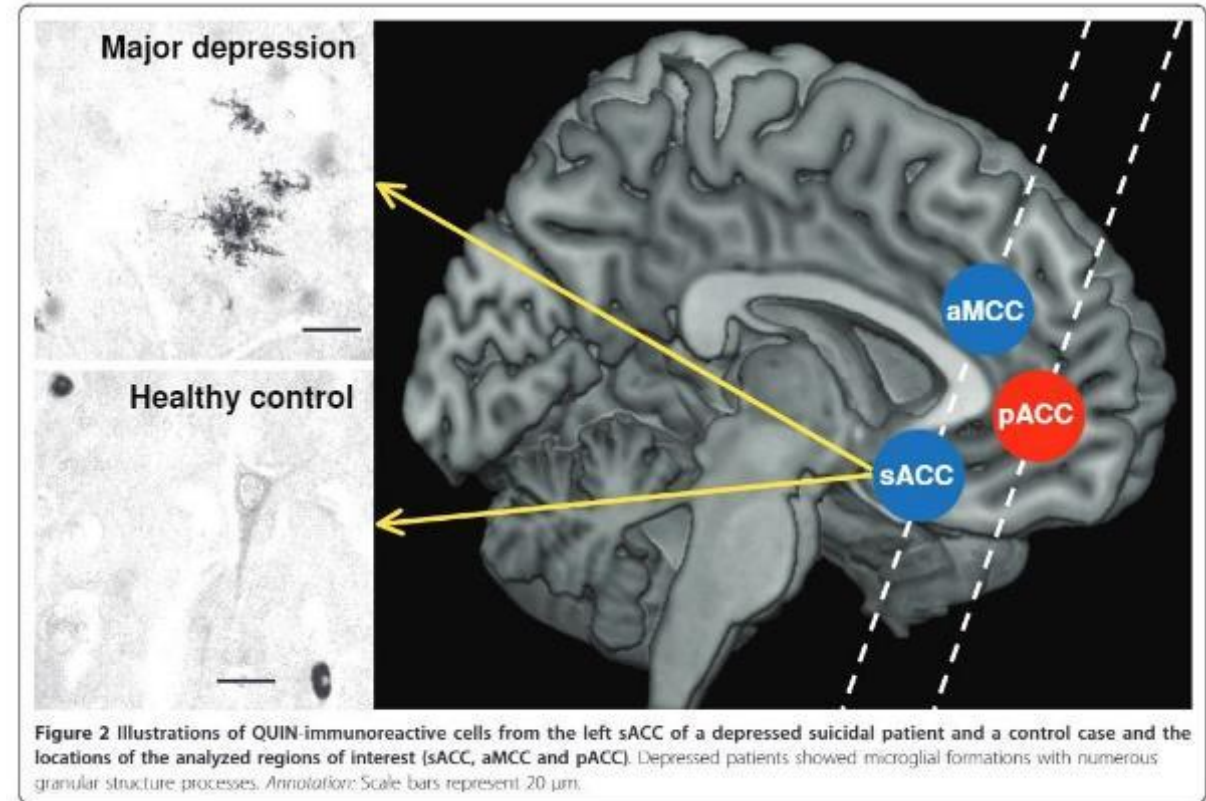 Major depression
Healthy control
aMCC
pACC
sACC
Figure 2 Illustrations of QUIN-immunoreactive cells from the left sACC of a depressed suicidal patient and a control case and the
locations of the analyzed regions of interest (sACC, aMCC and pACC). Depressed patients showed microglial formations with numerous
granular structure processes. Annotation: Scale bars represent 20 μm.